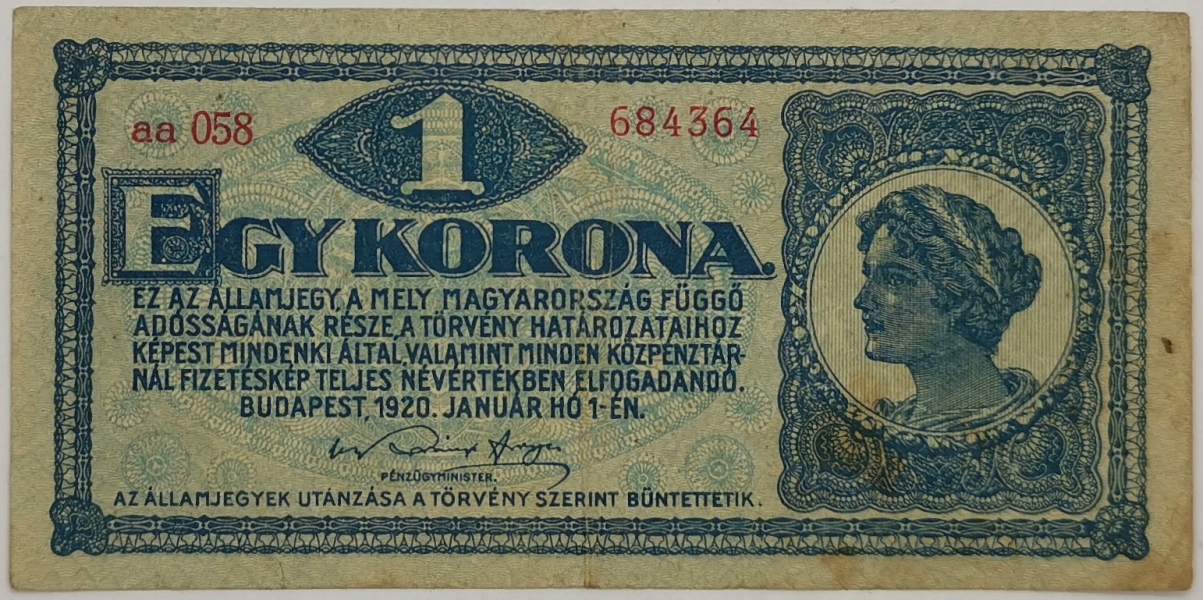 aa 058
684364
1
EGY KORONA.
EZ AZ ÁLLAMJEGY, A MELY MAGYARORSZÁG FÜGGŐ
ADÓSSÁGÁNAK RÉSZE, A TÖRVÉNY HATÁROZATAIHOZ
KÉPEST MINDENKI ÁLTAL, VALAMINT MINDEN KÖZPÉNZTÁR-
NÁL FIZETÉSKÉP TELJES NÉVÉRTÉKBEN ELFOGADANDÓ.
BUDAPEST, 1920. JANUÁR HÓ 1-ÉN.
PÉNZÜGYMINISTER.
AZ ÁLLAMJEGYEK UTÁNZÁSA A TÖRVÉNY SZERINT BÜNTETTETIK.